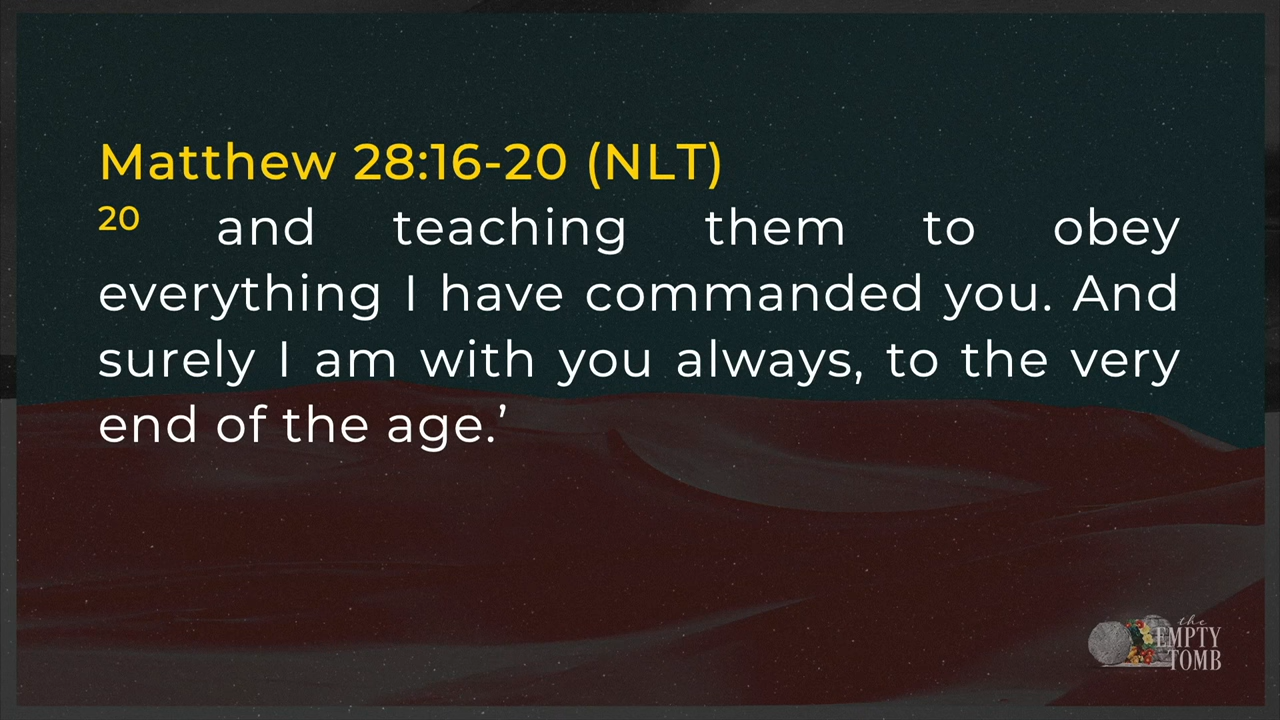 Matthew 28:16-20 (NLT)
20 and teaching them to obey
everything I have commanded you. And
surely I am with you always, to the very
end of the age.’
the
EMPTY
TOMB